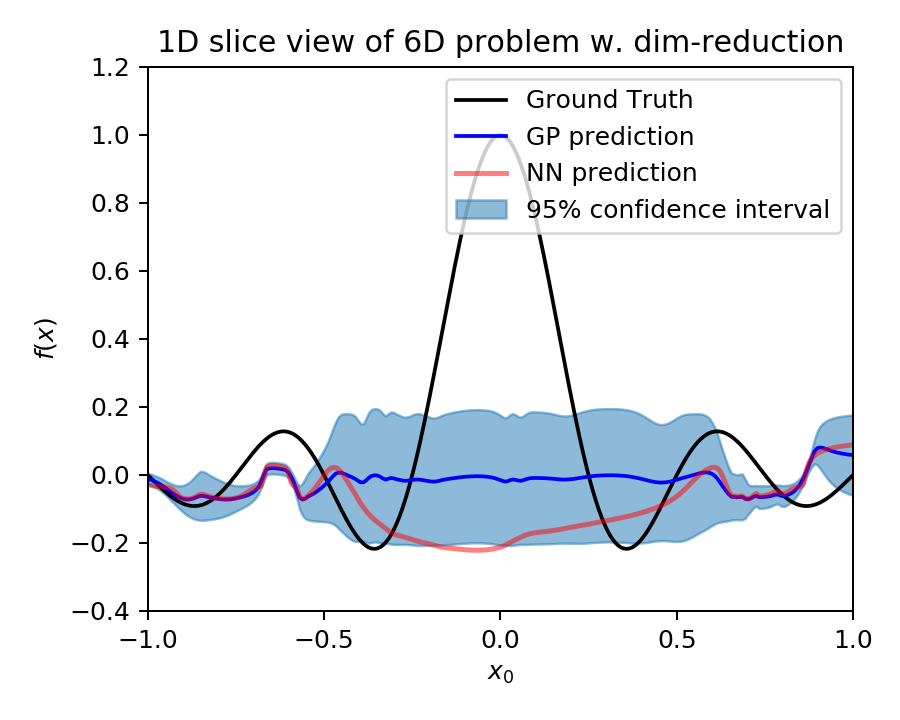 1D slice view of 6D problem w. dim-reduction
1.2
1.0
0.8
0.6
0.4
0.2
0.0
−0.2
−0.4
f(x)
Ground Truth
GP prediction
NN prediction
95% confidence interval
−1.0
−0.5
0.0
0.5
1.0
x₀